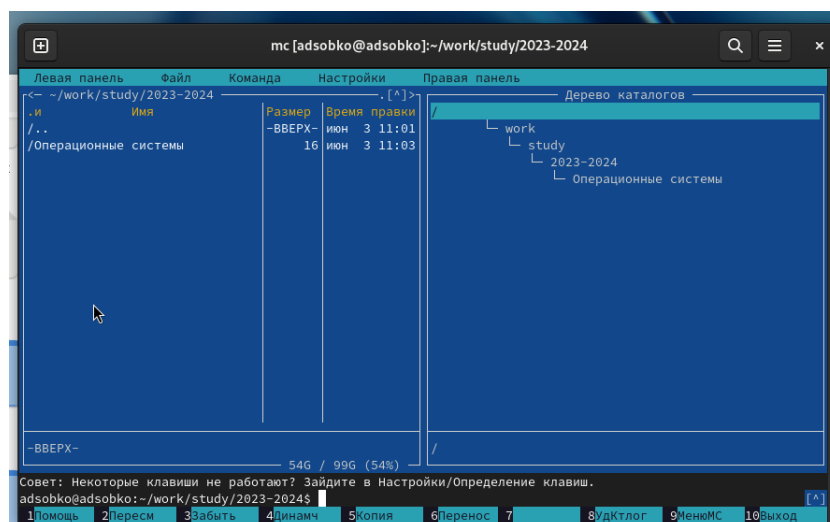 mc [adsobko@adsobko]:~/work/study/2023-2024
Левая панель Файл Команда Настройки Правая панель
<─ ~/work/study/2023-2024 ─.[^]>
.и Имя Размер Время правки
/.. -ВВЕРХ- июн 3 11:01
/Операционные системы 16 июн 3 11:03
-ВВЕРХ-
54G / 99G (54%)
Дерево каталогов
/
work
study
2023-2024
Операционные системы
/
Совет: Некоторые клавиши не работают? Зайдите в Настройки/Определение клавиш.
adsobko@adsobko:~/work/study/2023-2024$ [^]
1Помощь 2Пересм 3Забыть 4Динамч 5Копия 6Перенос 7 8УдКтлог 9МенюМС 10Выход